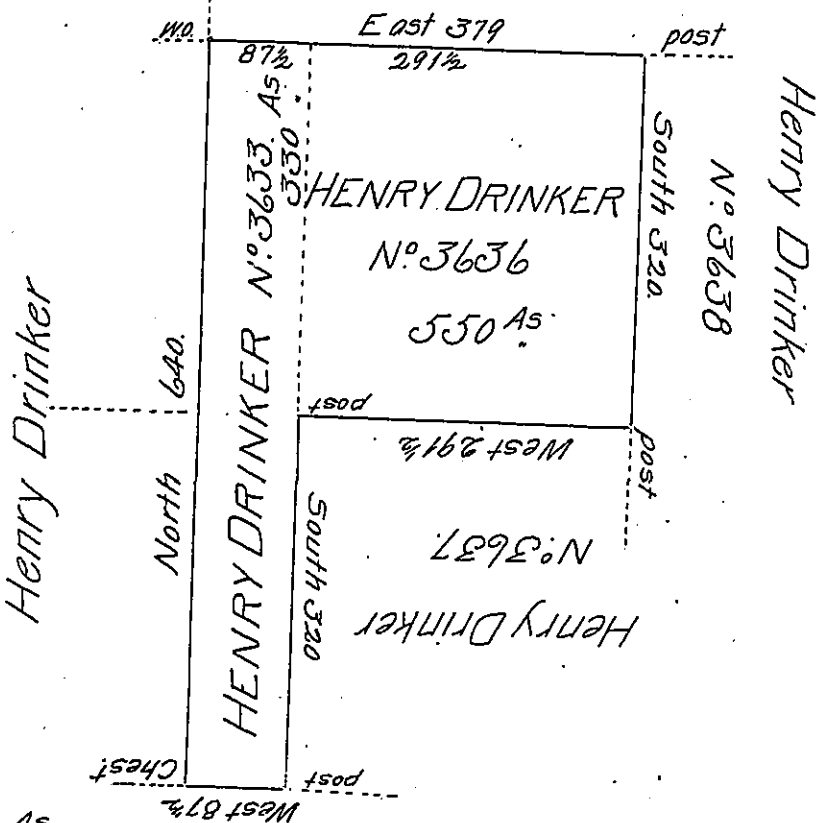 W.O.
East 379
post
87½
291½
HENRY DRINKER
Nº 3636
550 As.
HENRY DRINKER Nº 3633. As.
330
South 320.
Nº 3638
Henry Drinker
Henry Drinker
North 640.
post
West 291½
post
South 320
Nº 3637.
Henry Drinker
Chest
post
West 87½
As